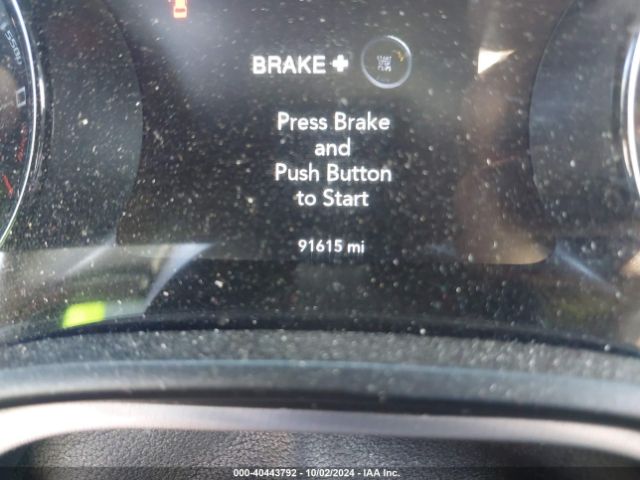 BRAKE +
Press Brake
and
Push Button
to Start
91615 mi
000-40443792 • 10/02/2024 • IAA Inc.